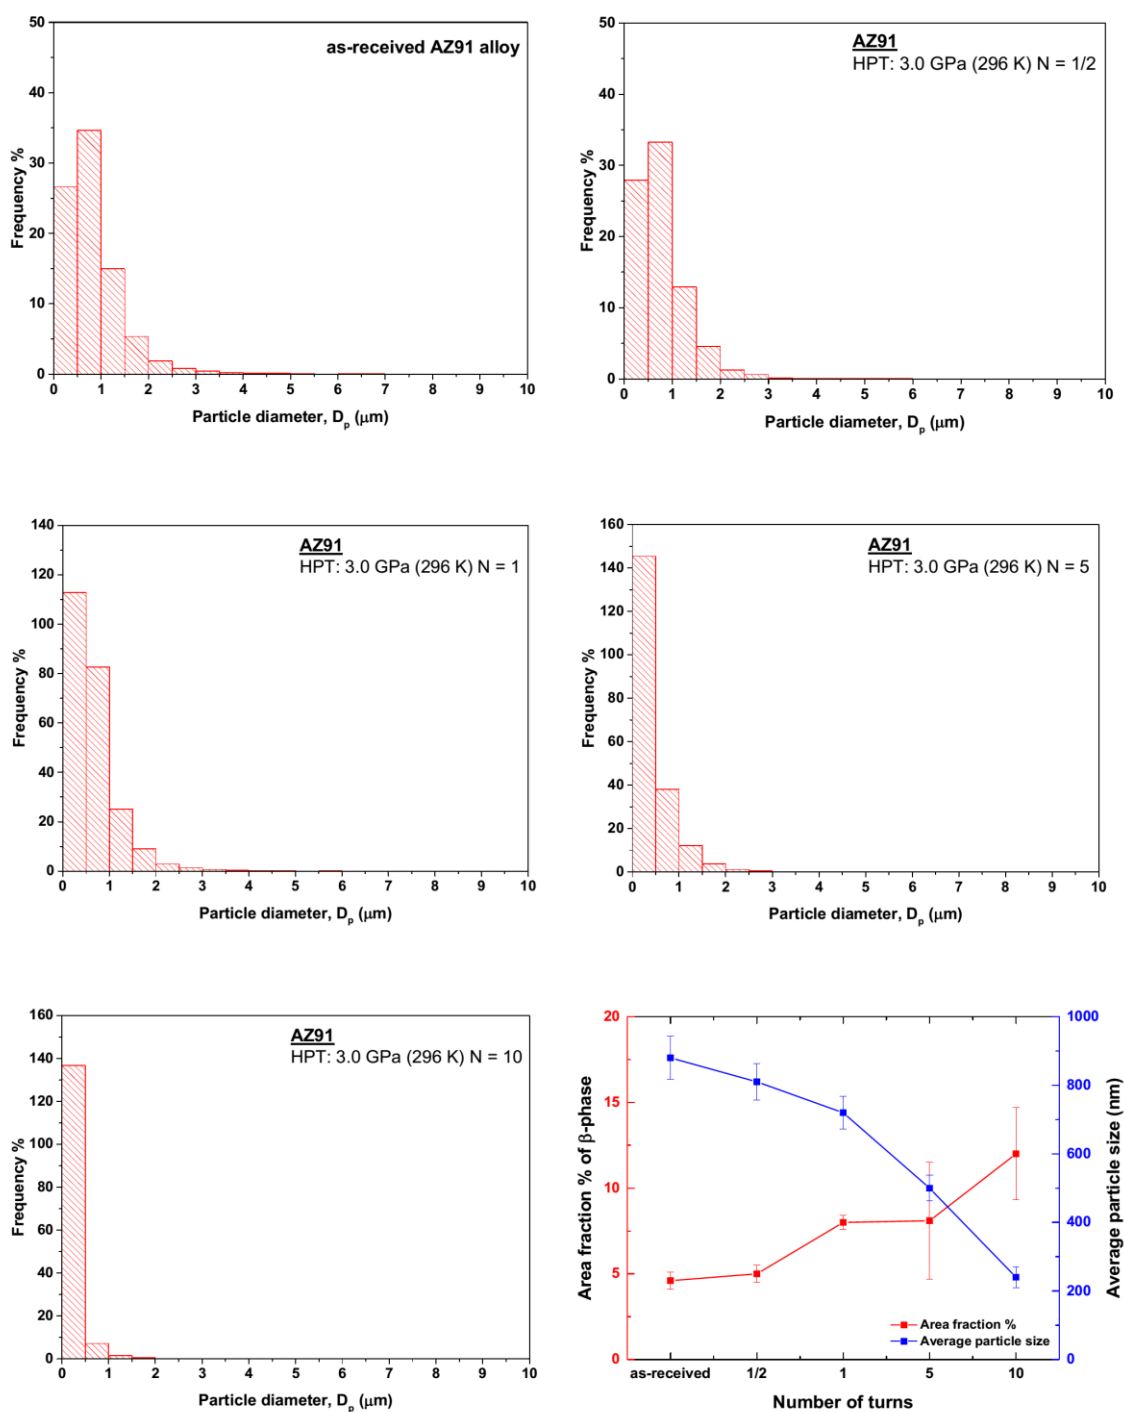 as-received AZ91 alloy
50
40
30
20
10
0
Frequency %
0 1 2 3 4 5 6 7 8 9 10
Particle diameter, Dp (μm)
AZ91
HPT: 3.0 GPa (296 K) N = 1/2
50
40
30
20
10
0
Frequency %
0 1 2 3 4 5 6 7 8 9 10
Particle diameter, Dp (μm)
AZ91
HPT: 3.0 GPa (296 K) N = 1
140
120
100
80
60
40
20
0
Frequency %
0 1 2 3 4 5 6 7 8 9 10
Particle diameter, Dp (μm)
AZ91
HPT: 3.0 GPa (296 K) N = 5
160
140
120
100
80
60
40
20
0
Frequency %
0 1 2 3 4 5 6 7 8 9 10
Particle diameter, Dp (μm)
AZ91
HPT: 3.0 GPa (296 K) N = 10
160
140
120
100
80
60
40
20
0
Frequency %
0 1 2 3 4 5 6 7 8 9 10
Particle diameter, Dp (μm)
20
15
10
5
0
Area fraction % of β-phase
1000
800
600
400
200
0
Average particle size (nm)
Area fraction %
Average particle size
as-received 1/2 1 5 10
Number of turns